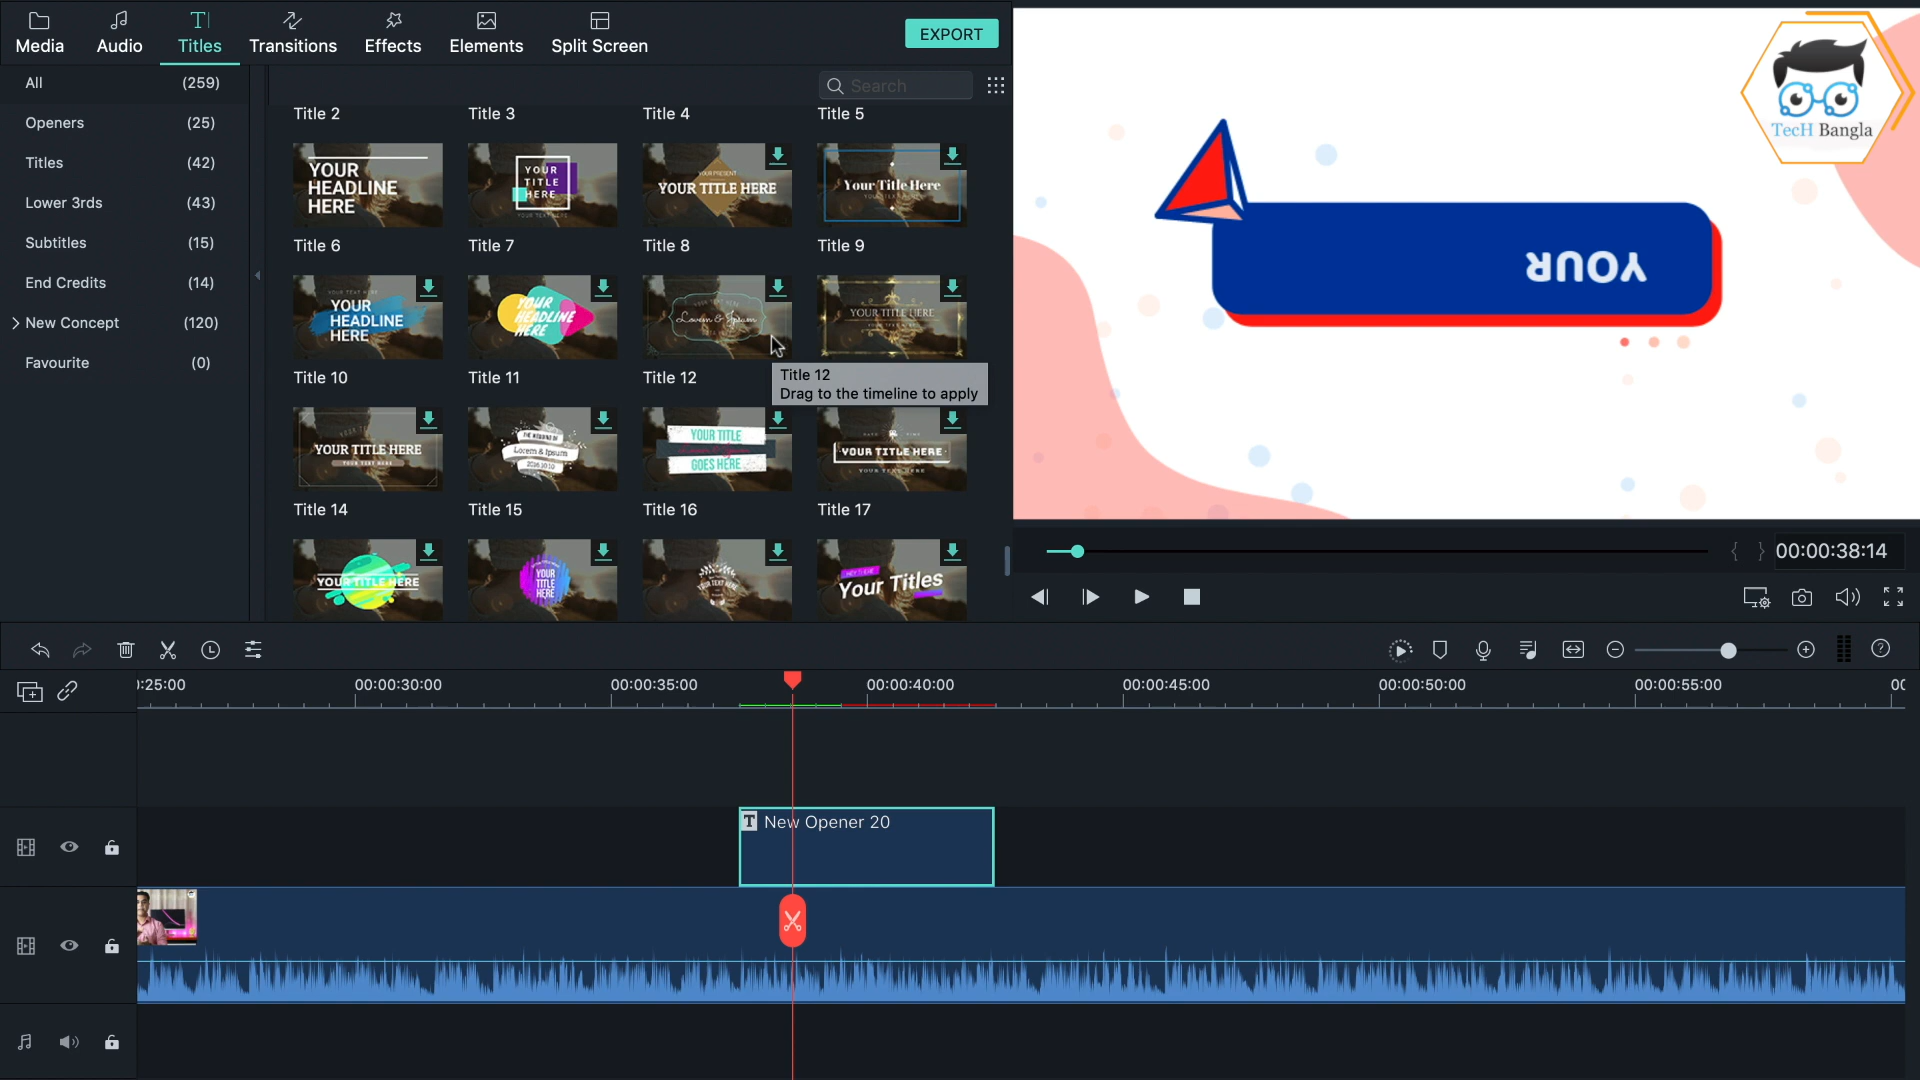 Media
Audio
Titles
Transitions
Effects
Elements
Split Screen
EXPORT
All (259)
Openers (25)
Titles (42)
Lower 3rds (43)
Subtitles (15)
End Credits (14)
New Concept (120)
Favourite (0)
Search
Title 2
Title 3
Title 4
Title 5
YOUR
HEADLINE
HERE
YOUR
TITLE
HERE
YOUR TITLE HERE
Your Title Here
Title 6
Title 7
Title 8
Title 9
YOUR
HEADLINE
HERE
YOUR
HEADLINE
HERE
Lorem & Ipsum
YOUR TITLE HERE
Title 10
Title 11
Title 12
Title 12
Drag to the timeline to apply
YOUR TITLE HERE
Lorem & Ipsum
YOUR TITLE
GOES HERE
YOUR TITLE HERE
Title 14
Title 15
Title 16
Title 17
YOUR TITLE HERE
YOUR
TITLE
HERE
Your Titles
TecH Bangla
YOUR
00:00:38:14
):25:00
00:00:30:00
00:00:35:00
00:00:40:00
00:00:45:00
00:00:50:00
00:00:55:00
T New Opener 20